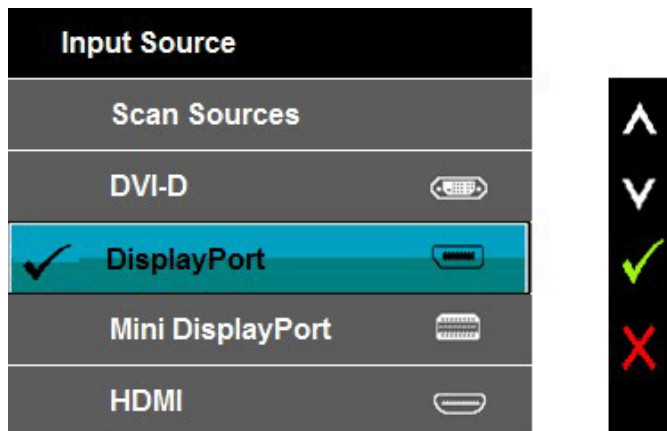 Input Source
Scan Sources
DVI-D
DisplayPort
Mini DisplayPort
HDMI